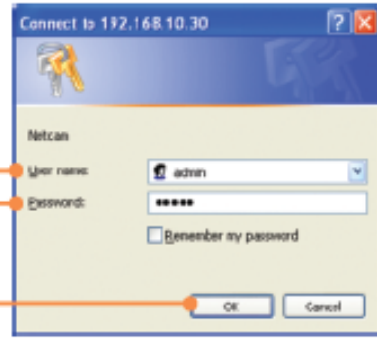 Connect to 192.168.10.30
Netcam
User name:
admin
Password:
Remember my password
OK
Cancel